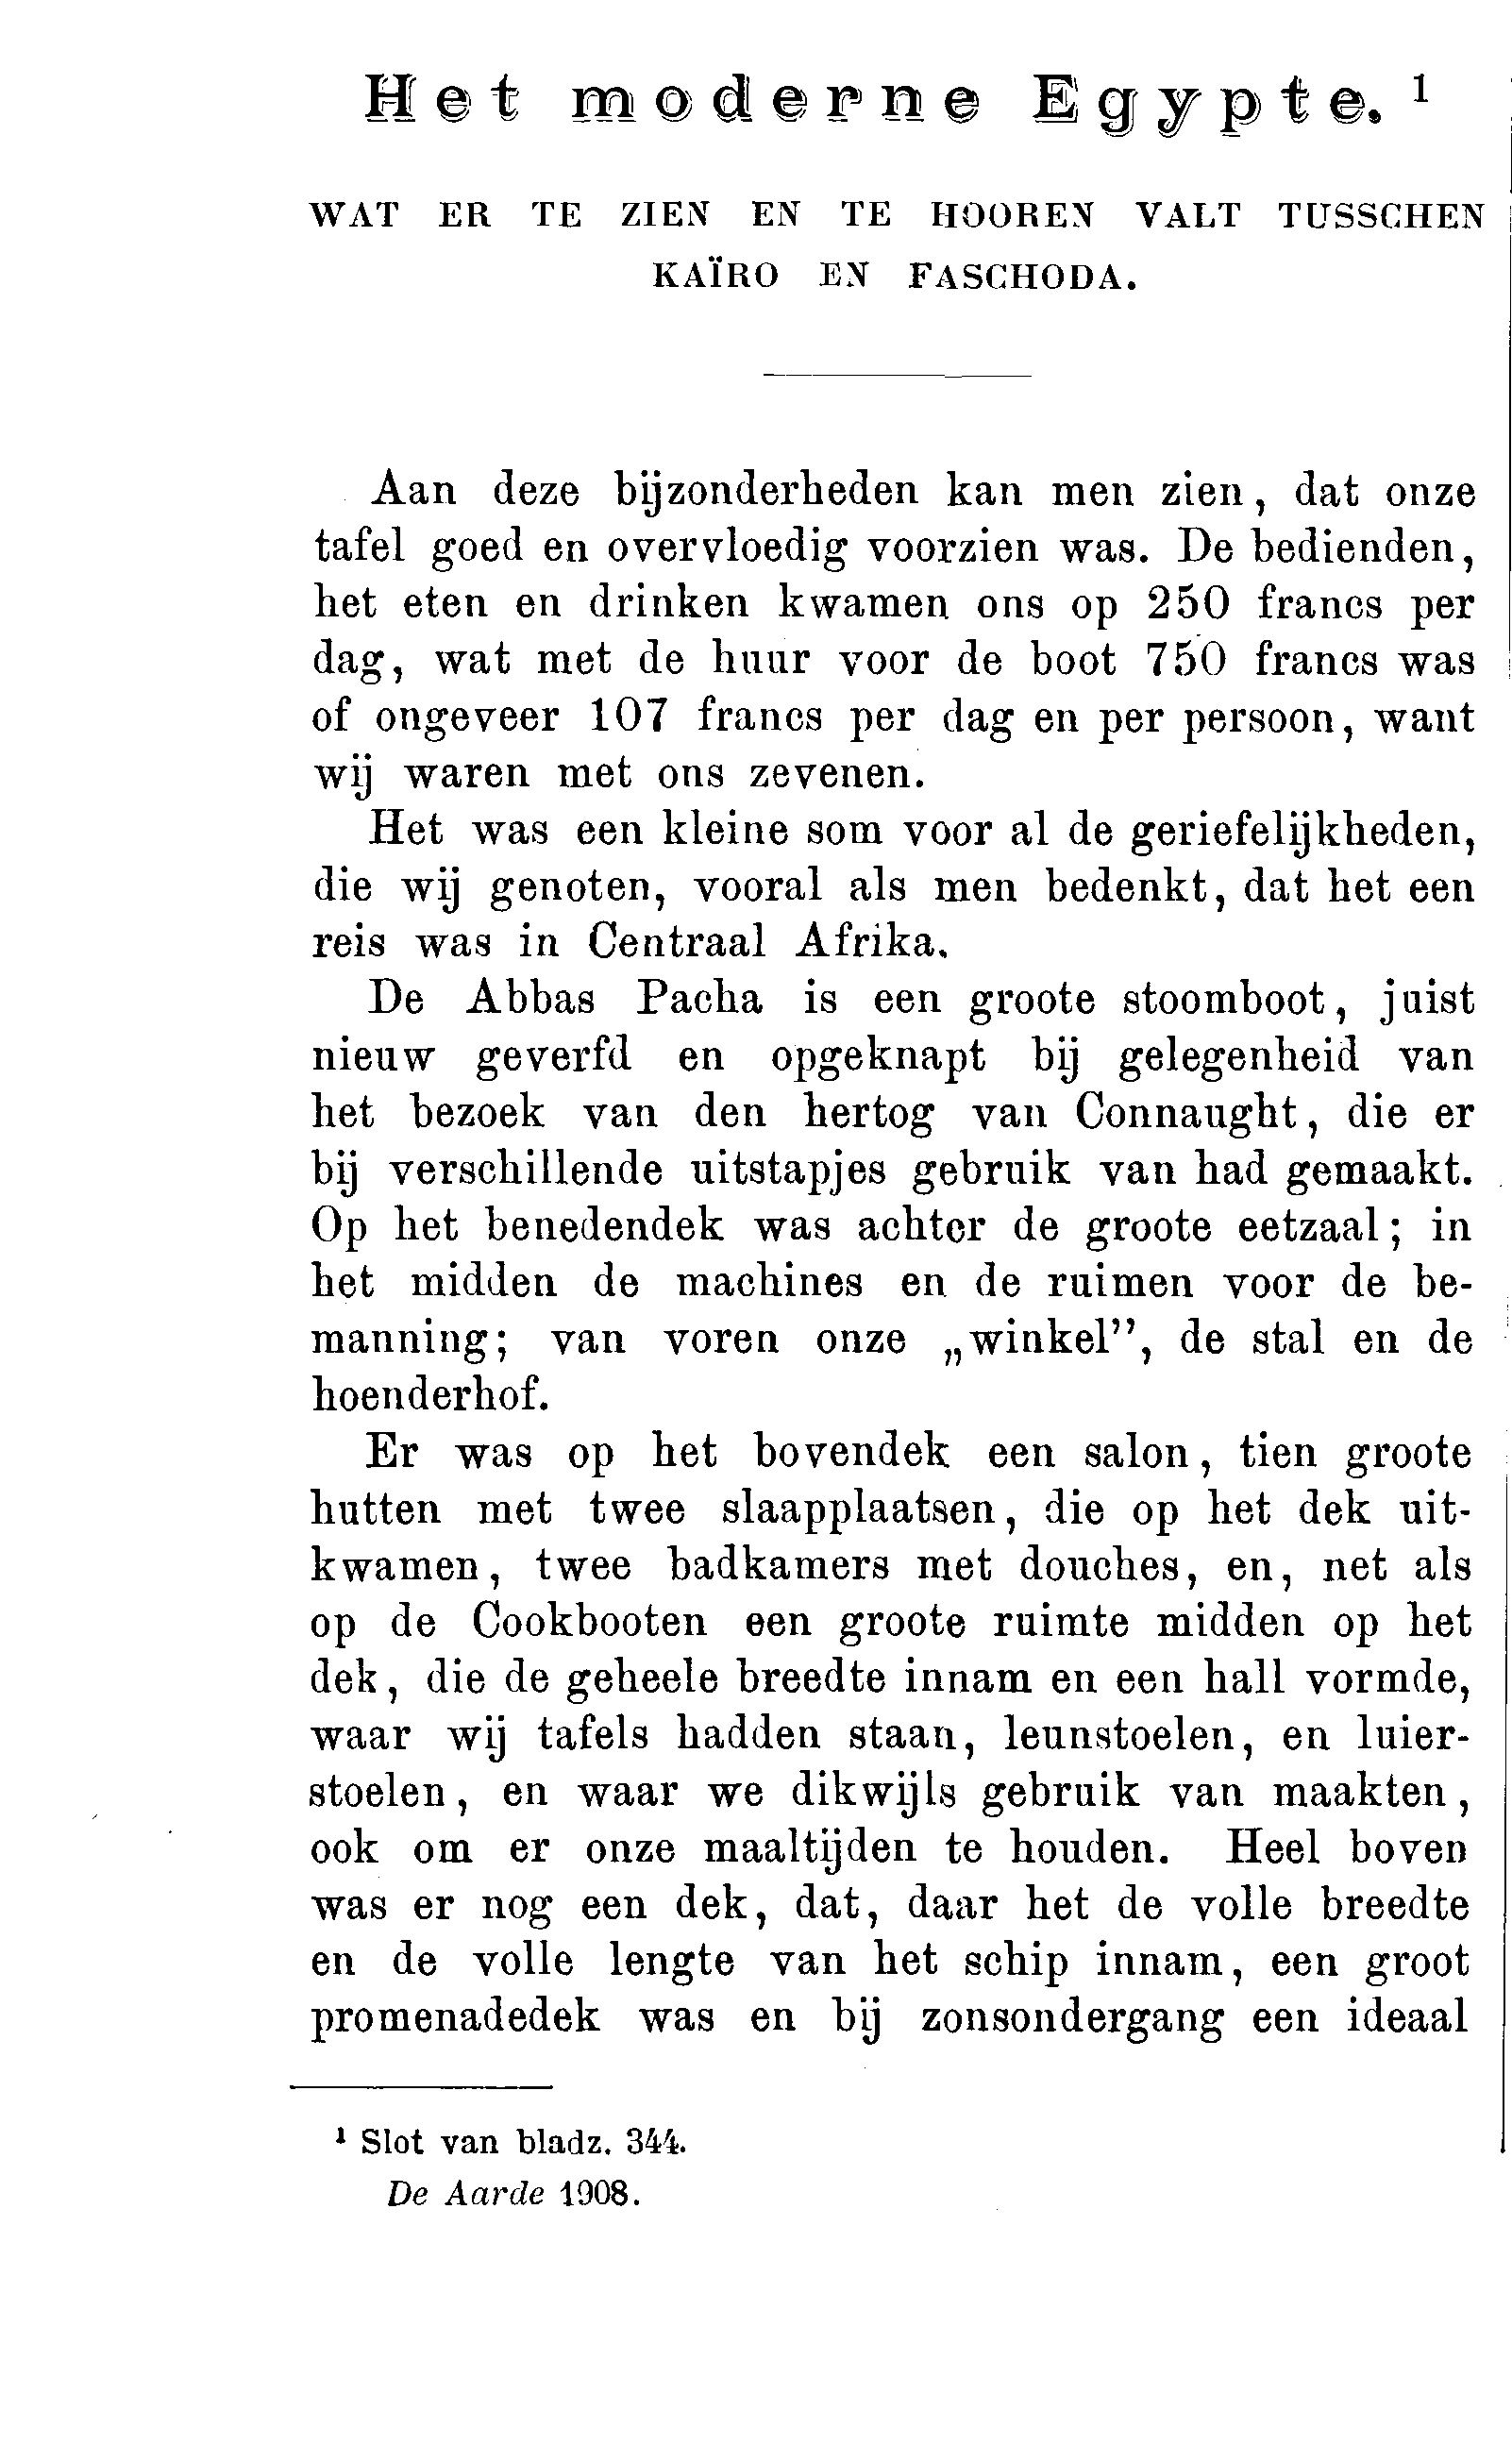 Het moderne Egypte. 1
WAT ER TE ZIEN EN TE HOOREN VALT TUSSCHEN
KAÏRO EN FASCHODA.
Aan deze bijzonderheden kan men zien, dat onze
tafel goed en overvloedig voorzien was. De bedienden,
het eten en drinken kwamen ons op 250 francs per
dag, wat met de huur voor de boot 750 francs was
of ongeveer 107 francs per dag en per persoon, want
wij waren met ons zevenen.
Het was een kleine som voor al de geriefelijkheden,
die wij genoten, vooral als men bedenkt, dat het een
reis was in Centraal Afrika.
De Abbas Pacha is een groote stoomboot, juist
nieuw geverfd en opgeknapt bij gelegenheid van
het bezoek van den hertog van Connaught, die er
bij verschillende uitstapjes gebruik van had gemaakt.
Op het benedendek was achter de groote eetzaal; in
het midden de machines en de ruimen voor de be-
manning; van voren onze „winkel”, de stal en de
hoenderhof.
Er was op het bovendek een salon, tien groote
hutten met twee slaapplaatsen, die op het dek uit-
kwamen, twee badkamers met douches, en, net als
op de Cookbooten een groote ruimte midden op het
dek, die de geheele breedte innam en een hall vormde,
waar wij tafels hadden staan, leunstoelen, en luier-
stoelen, en waar we dikwijls gebruik van maakten,
ook om er onze maaltijden te houden. Heel boven
was er nog een dek, dat, daar het de volle breedte
en de volle lengte van het schip innam, een groot
promenadedek was en bij zonsondergang een ideaal
1 Slot van bladz. 344.
De Aarde 1908.